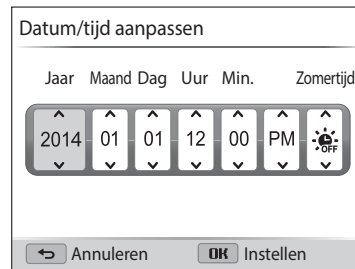 Datum/tijd aanpassen
Jaar Maand Dag Uur Min. Zomertijd
2014 01 01 12 00 PM OFF
Annuleren OK Instellen